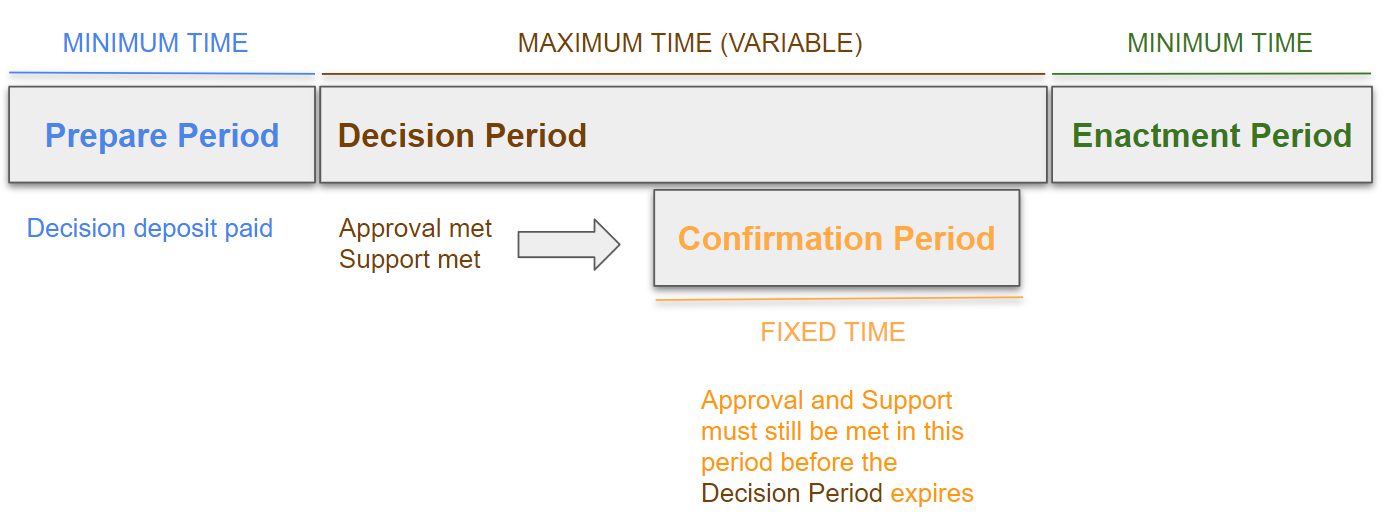 MINIMUM TIME
MAXIMUM TIME (VARIABLE)
MINIMUM TIME
Prepare Period
Decision Period
Enactment Period
Decision deposit paid
Approval met
Support met
Confirmation Period
FIXED TIME
Approval and Support
must still be met in this
period before the
Decision Period expires